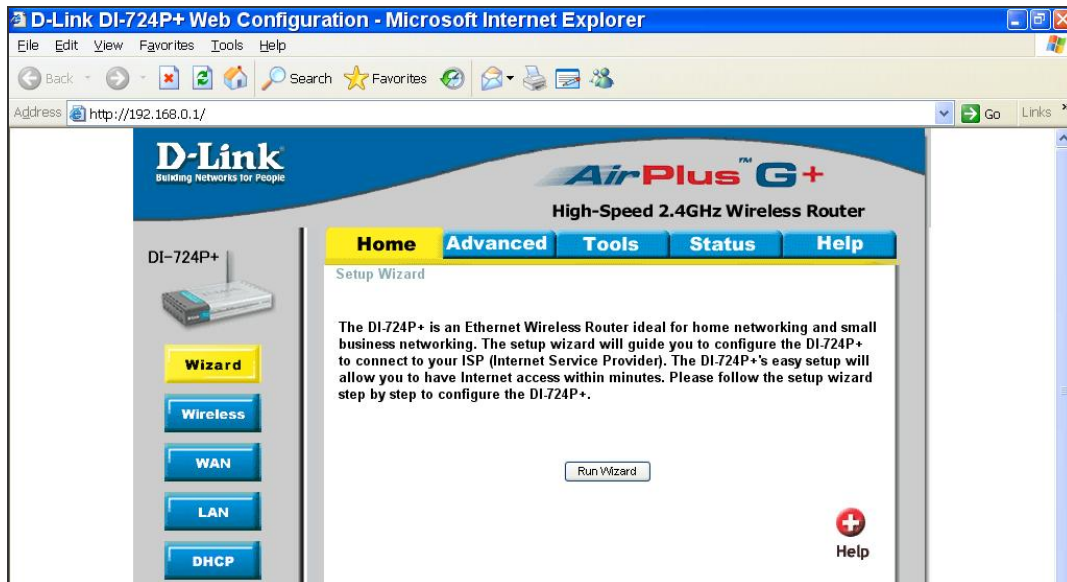 D-Link DI-724P+ Web Configuration - Microsoft Internet Explorer
File Edit View Favorites Tools Help
Back Search Favorites
Address http://192.168.0.1/ Go Links
D-Link
Building Networks for People
AirPlus™ G+
High-Speed 2.4GHz Wireless Router
DI-724P+
Home Advanced Tools Status Help
Setup Wizard
The DI-724P+ is an Ethernet Wireless Router ideal for home networking and small
business networking. The setup wizard will guide you to configure the DI-724P+
to connect to your ISP (Internet Service Provider). The DI-724P+'s easy setup will
allow you to have Internet access within minutes. Please follow the setup wizard
step by step to configure the DI-724P+.
Run Wizard
Help
Wizard
Wireless
WAN
LAN
DHCP